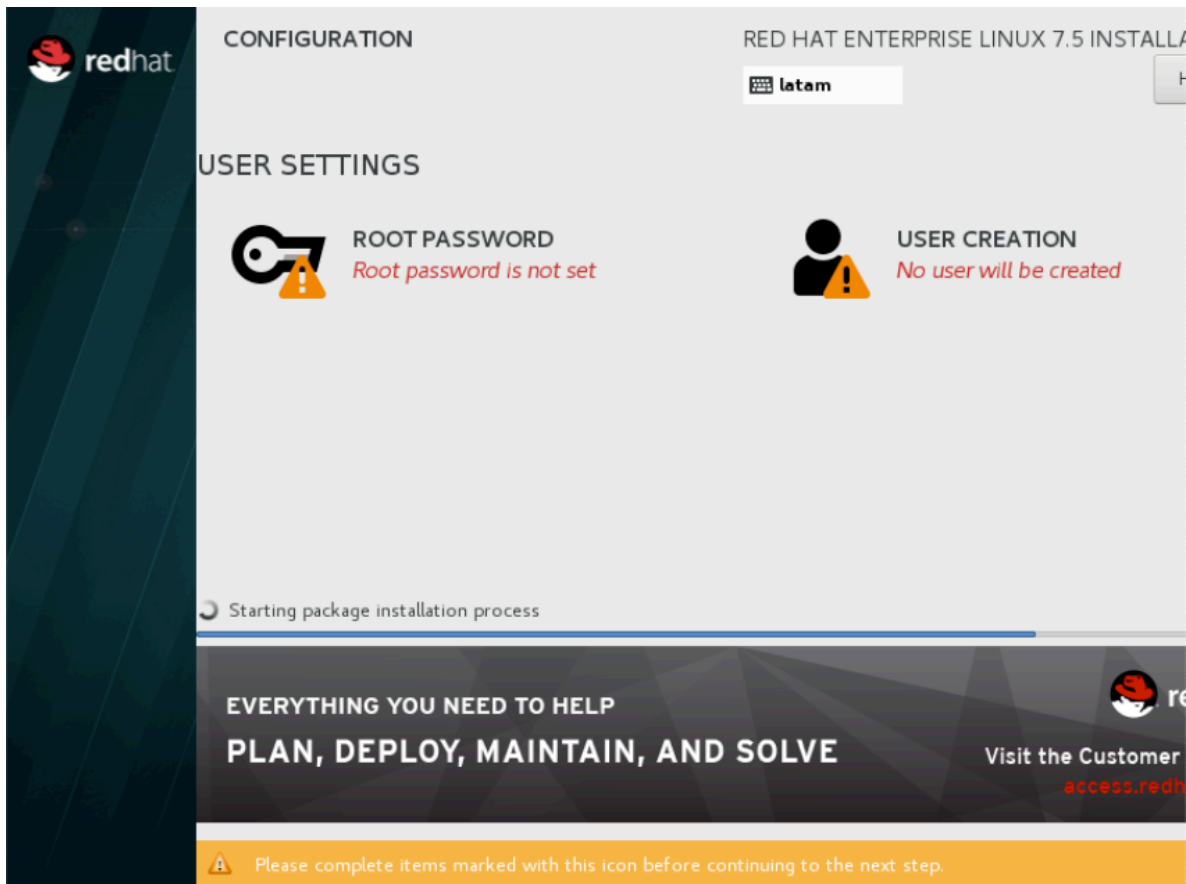 redhat.
CONFIGURATION
RED HAT ENTERPRISE LINUX 7.5
latam
USER SETTINGS
ROOT PASSWORD
Root password is not set
USER CREATION
No user will be created
Starting package installation process
EVERYTHING YOU NEED TO HELP
PLAN, DEPLOY, MAINTAIN, AND SOLVE
Visit the Customer
Please complete items marked with this icon before continuing to the next step.